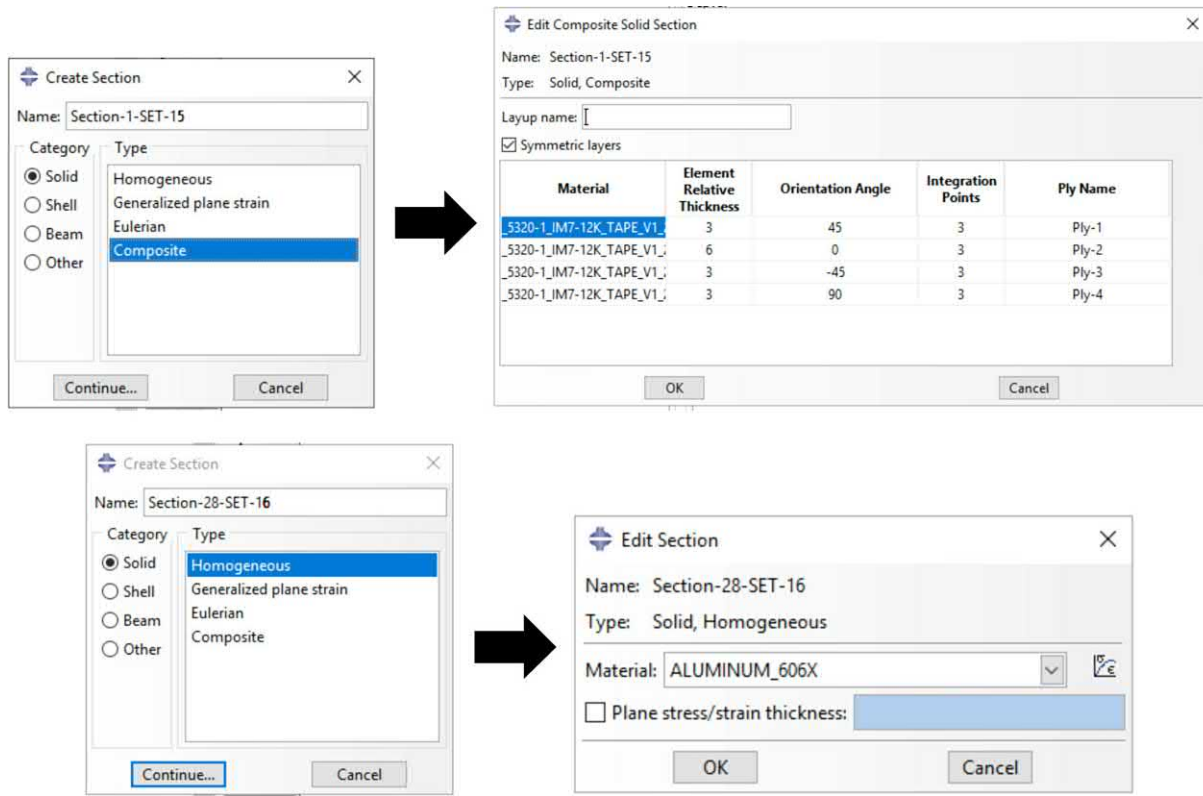 Create Section
Name: Section-1-SET-15
Category Type
Solid
Shell
Beam
Other
Homogeneous
Generalized plane strain
Eulerian
Composite
Continue... Cancel
Edit Composite Solid Section
Name: Section-1-SET-15
Type: Solid, Composite
Layup name:
Symmetric layers
Material Element Relative Thickness Orientation Angle Integration Points Ply Name
_5320-1_IM7-12K_TAPE_V1_ 3 45 3 Ply-1
_5320-1_IM7-12K_TAPE_V1_ 6 0 3 Ply-2
_5320-1_IM7-12K_TAPE_V1_ 3 -45 3 Ply-3
_5320-1_IM7-12K_TAPE_V1_ 3 90 3 Ply-4
OK Cancel
Create Section
Name: Section-28-SET-16
Category Type
Solid
Shell
Beam
Other
Homogeneous
Generalized plane strain
Eulerian
Composite
Continue... Cancel
Edit Section
Name: Section-28-SET-16
Type: Solid, Homogeneous
Material: ALUMINUM_606X
Plane stress/strain thickness:
OK Cancel